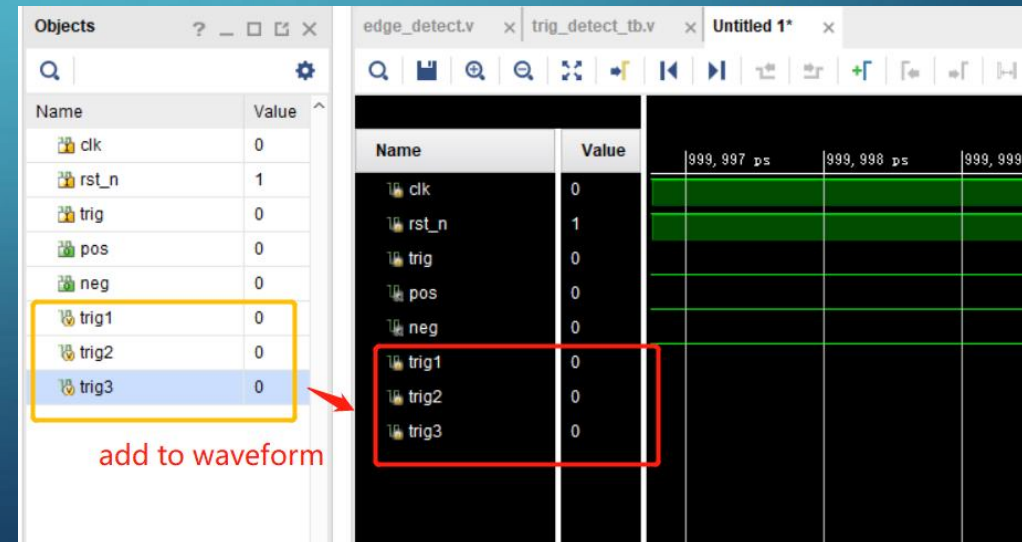 Objects
Name Value
clk 0
rst_n 1
trig 0
pos 0
neg 0
trig1 0
trig2 0
trig3 0
add to waveform
edge_detect.v trig_detect_tb.v Untitled 1*
Name Value
999,997 ps 999,998 ps 999,999
clk 0
rst_n 1
trig 0
pos 0
neg 0
trig1 0
trig2 0
trig3 0